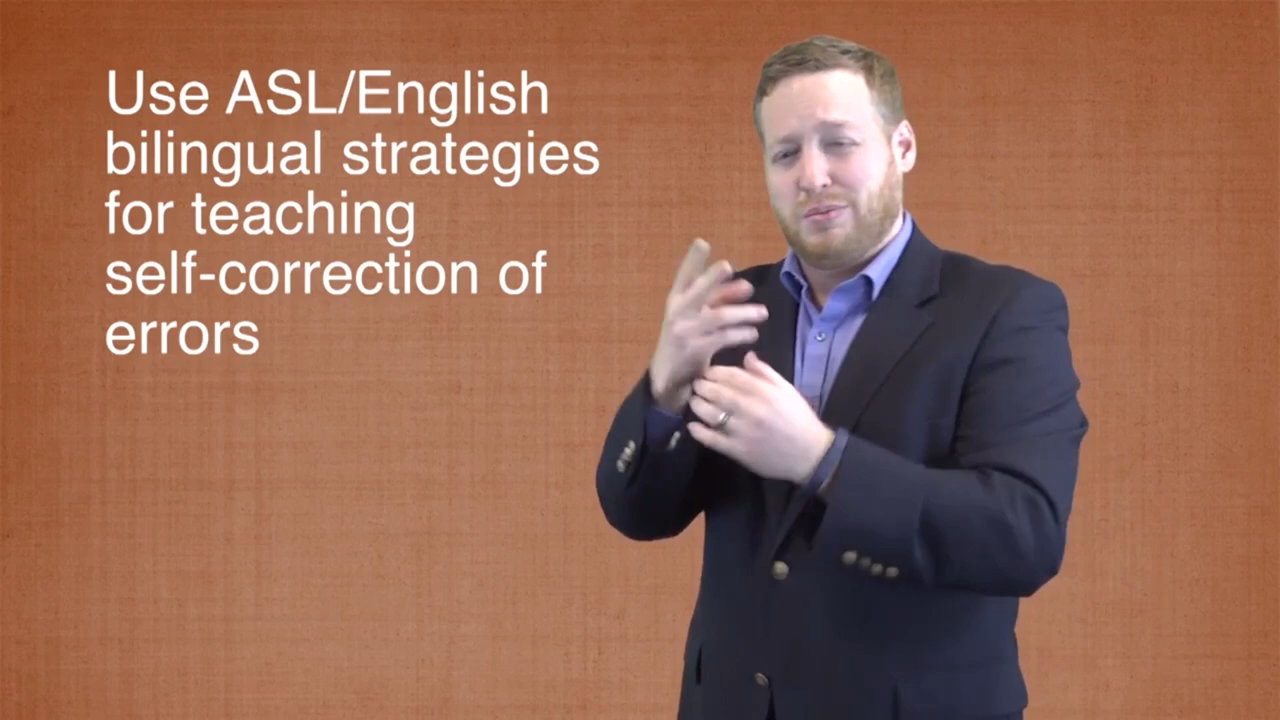 Use ASL/English
bilingual strategies
for teaching
self-correction of
errors